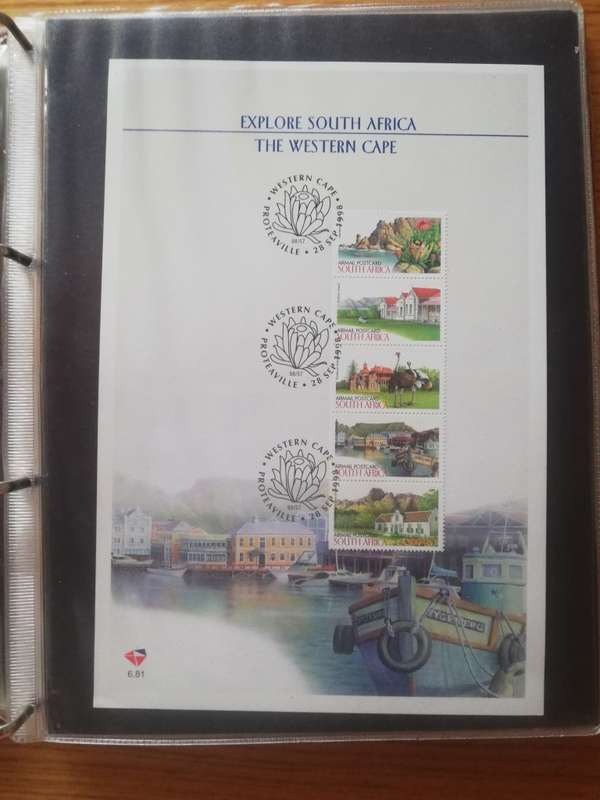 EXPLORE SOUTH AFRICA
THE WESTERN CAPE
WESTERN CAPE • PROTEAVILLE • 28 SEP 1998 •
98/57
AIRMAIL POSTCARD
SOUTH AFRICA
AIRMAIL POSTCARD
SOUTH AFRICA
WESTERN CAPE • PROTEAVILLE • 28 SEP 1998 •
98/57
AIRMAIL POSTCARD
SOUTH AFRICA
AIRMAIL POSTCARD
SOUTH AFRICA
WESTERN CAPE • PROTEAVILLE • 28 SEP 1998 •
98/57
AIRMAIL POSTCARD
SOUTH AFRICA
6.81